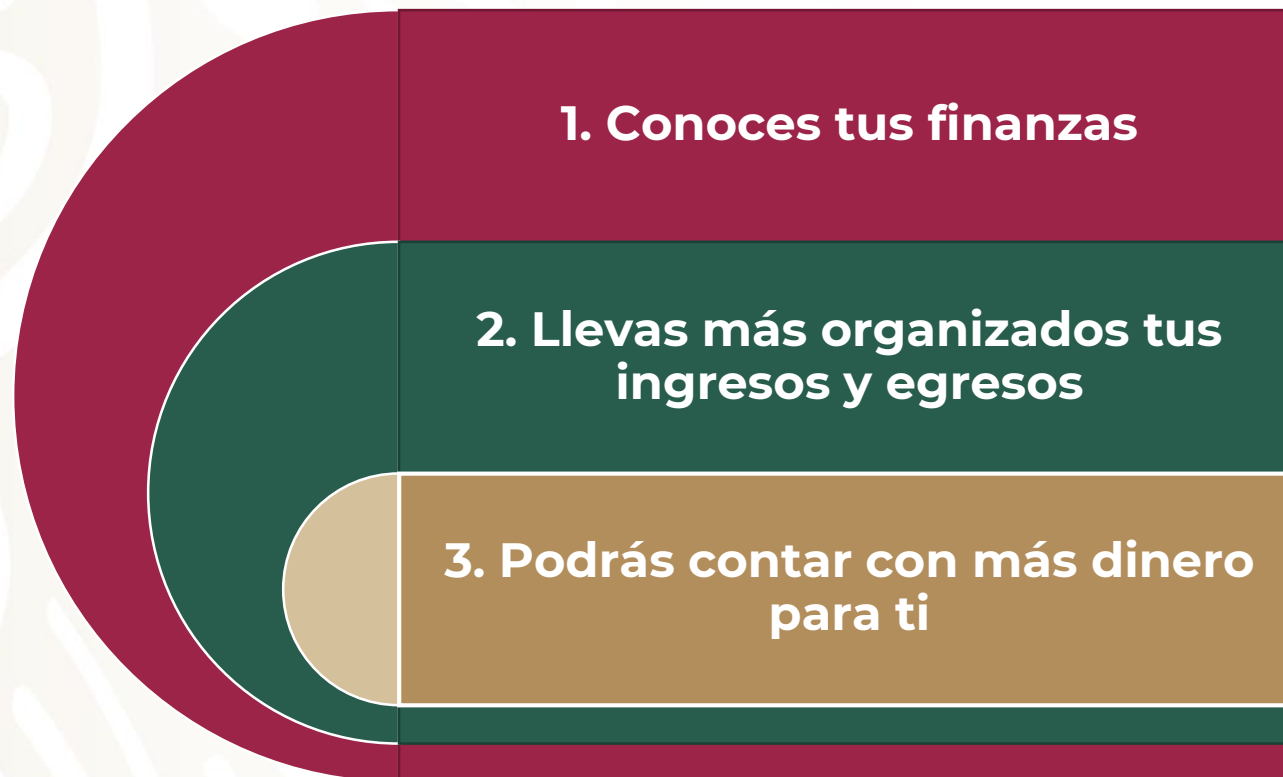 1. Conoces tus finanzas
2. Llevas más organizados tus
ingresos y egresos
3. Podrás contar con más dinero
para ti